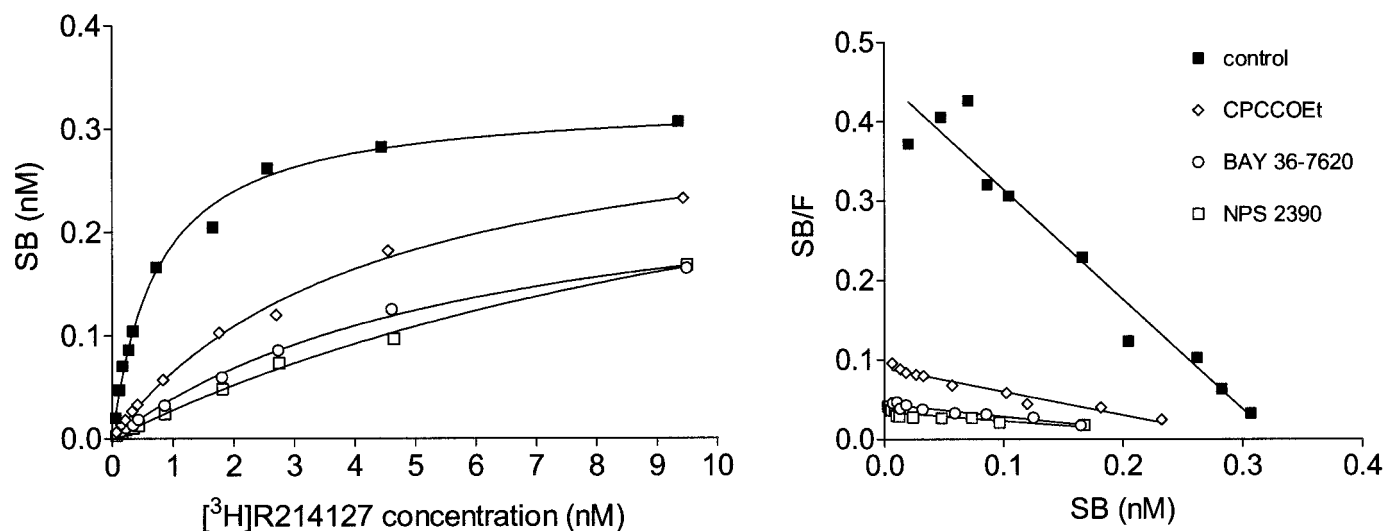 0.4
0.3
0.2
0.1
0.0
SB (nM)
0 1 2 3 4 5 6 7 8 9 10
[³H]R214127 concentration (nM)
0.5
0.4
0.3
0.2
0.1
0.0
SB/F
0.0 0.1 0.2 0.3 0.4
SB (nM)
control
CPCCOEt
BAY 36-7620
NPS 2390